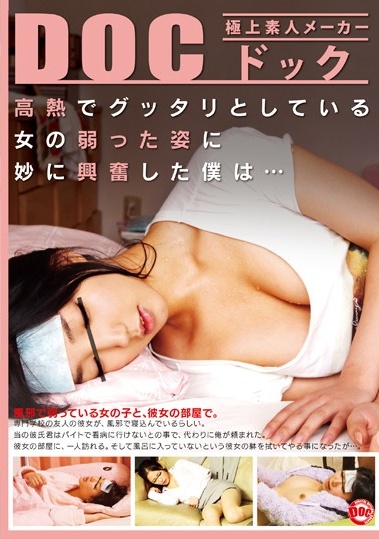 DOC
極上素人メーカー
ドック
高熱でグッタリとしている
女の弱った姿に
妙に興奮した僕は…
風邪で弱っている女の子と、彼女の部屋で。
専門学校の友人の彼女が、風邪で寝込んでいるらしい。
当の彼氏君はバイトで看病に行けないとの事で、代わりに俺が頼まれた。
彼女の部屋に、一人訪れる。そして風呂に入っていないという彼女の躰を拭いてやる事になったが…。
DOC